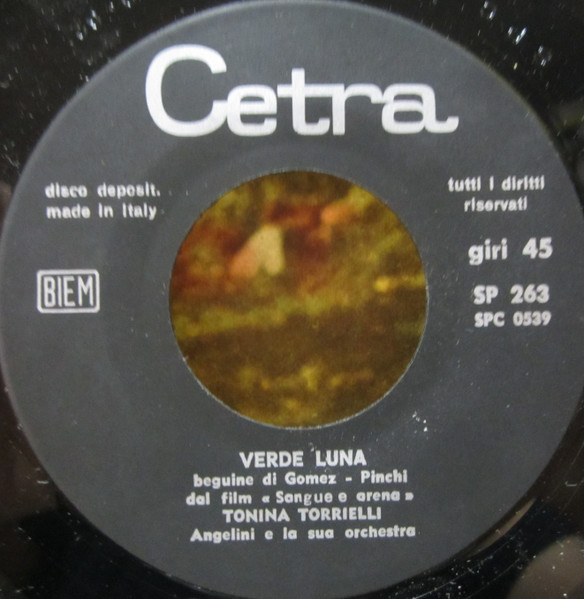 Cetra
disco deposit.
made in Italy
tutti i diritti
riservati
giri 45
BIEM
SP 263
SPC 0539
VERDE LUNA
beguine di Gomez - Pinchi
dal film « Sangue e arena »
TONINA TORRIELLI
Angelini e la sua orchestra